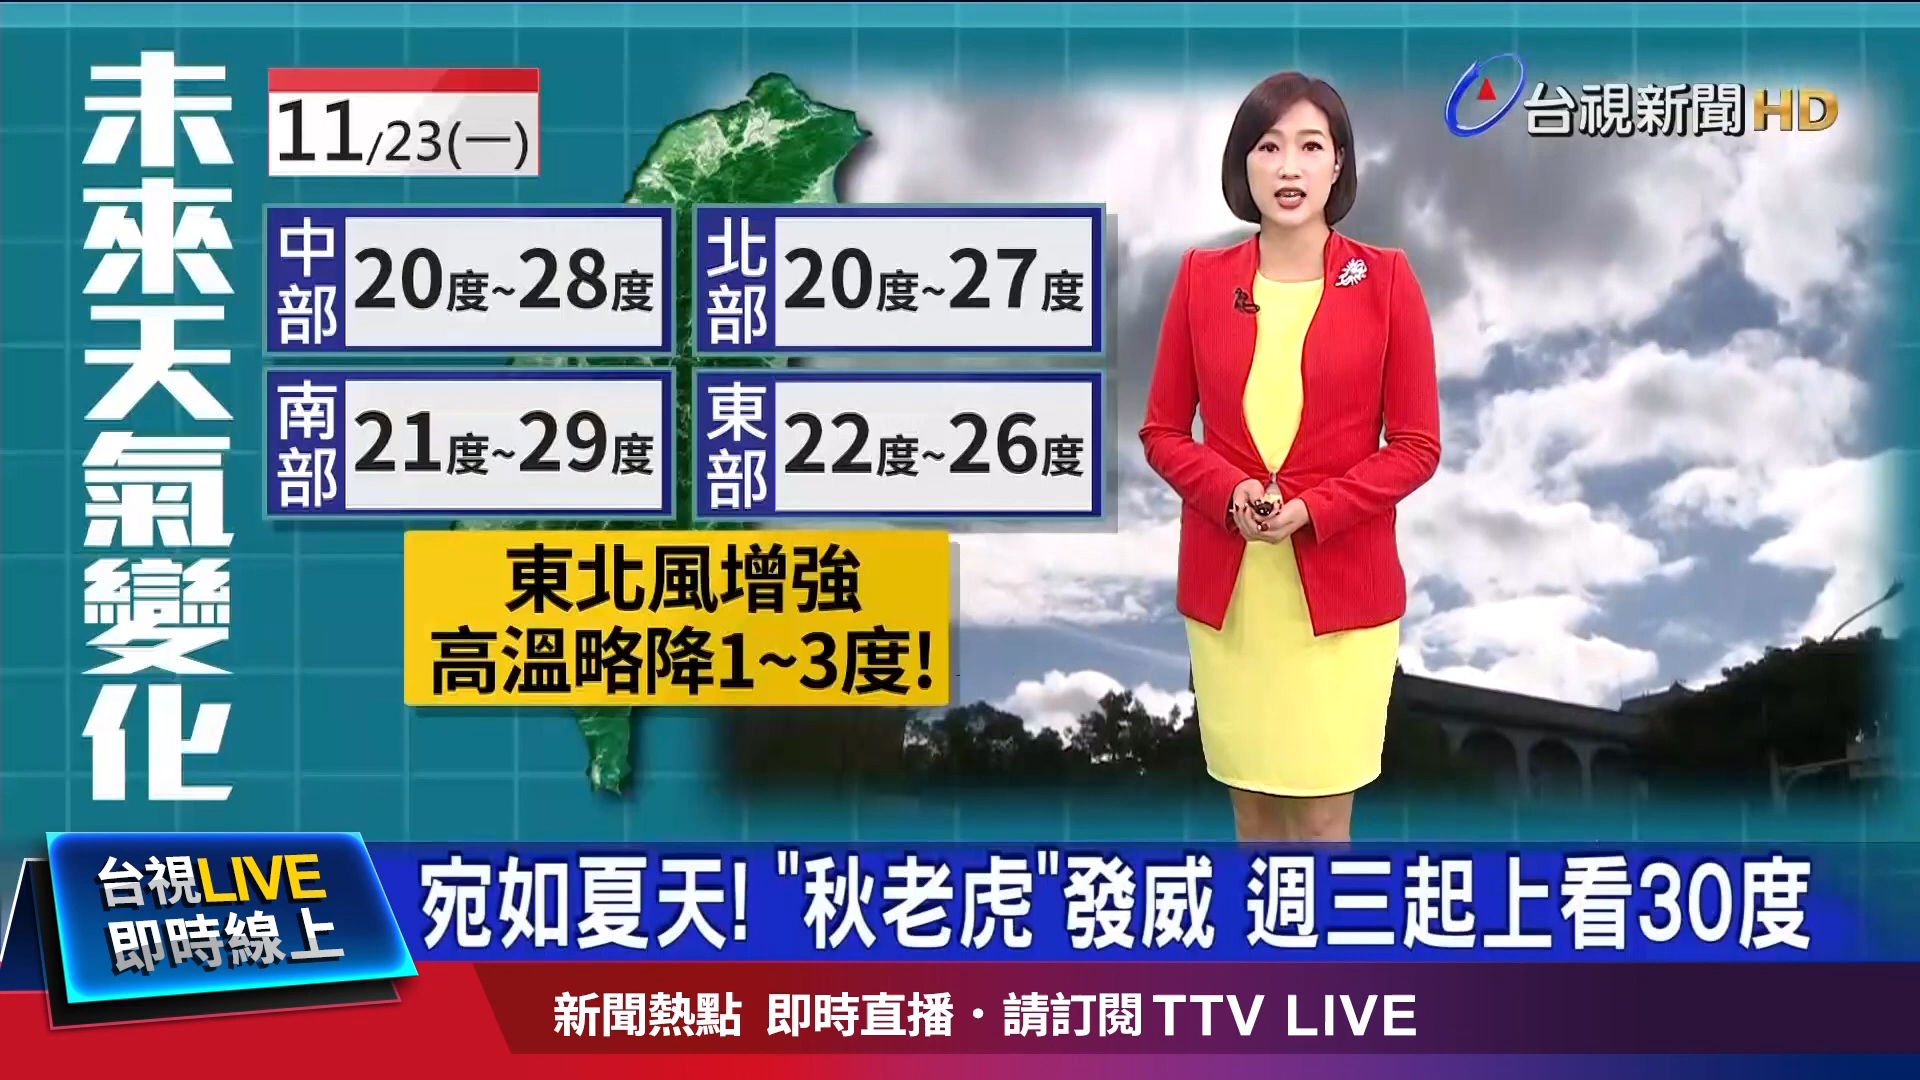 未來天氣變化
11/23(一)
台視新聞HD
中部 20度~28度
北部 20度~27度
南部 21度~29度
東部 22度~26度
東北風增強
高溫略降1~3度!
台視LIVE
即時線上
宛如夏天! "秋老虎"發威 週三起上看30度
新聞熱點 即時直播・請訂閱TTV LIVE